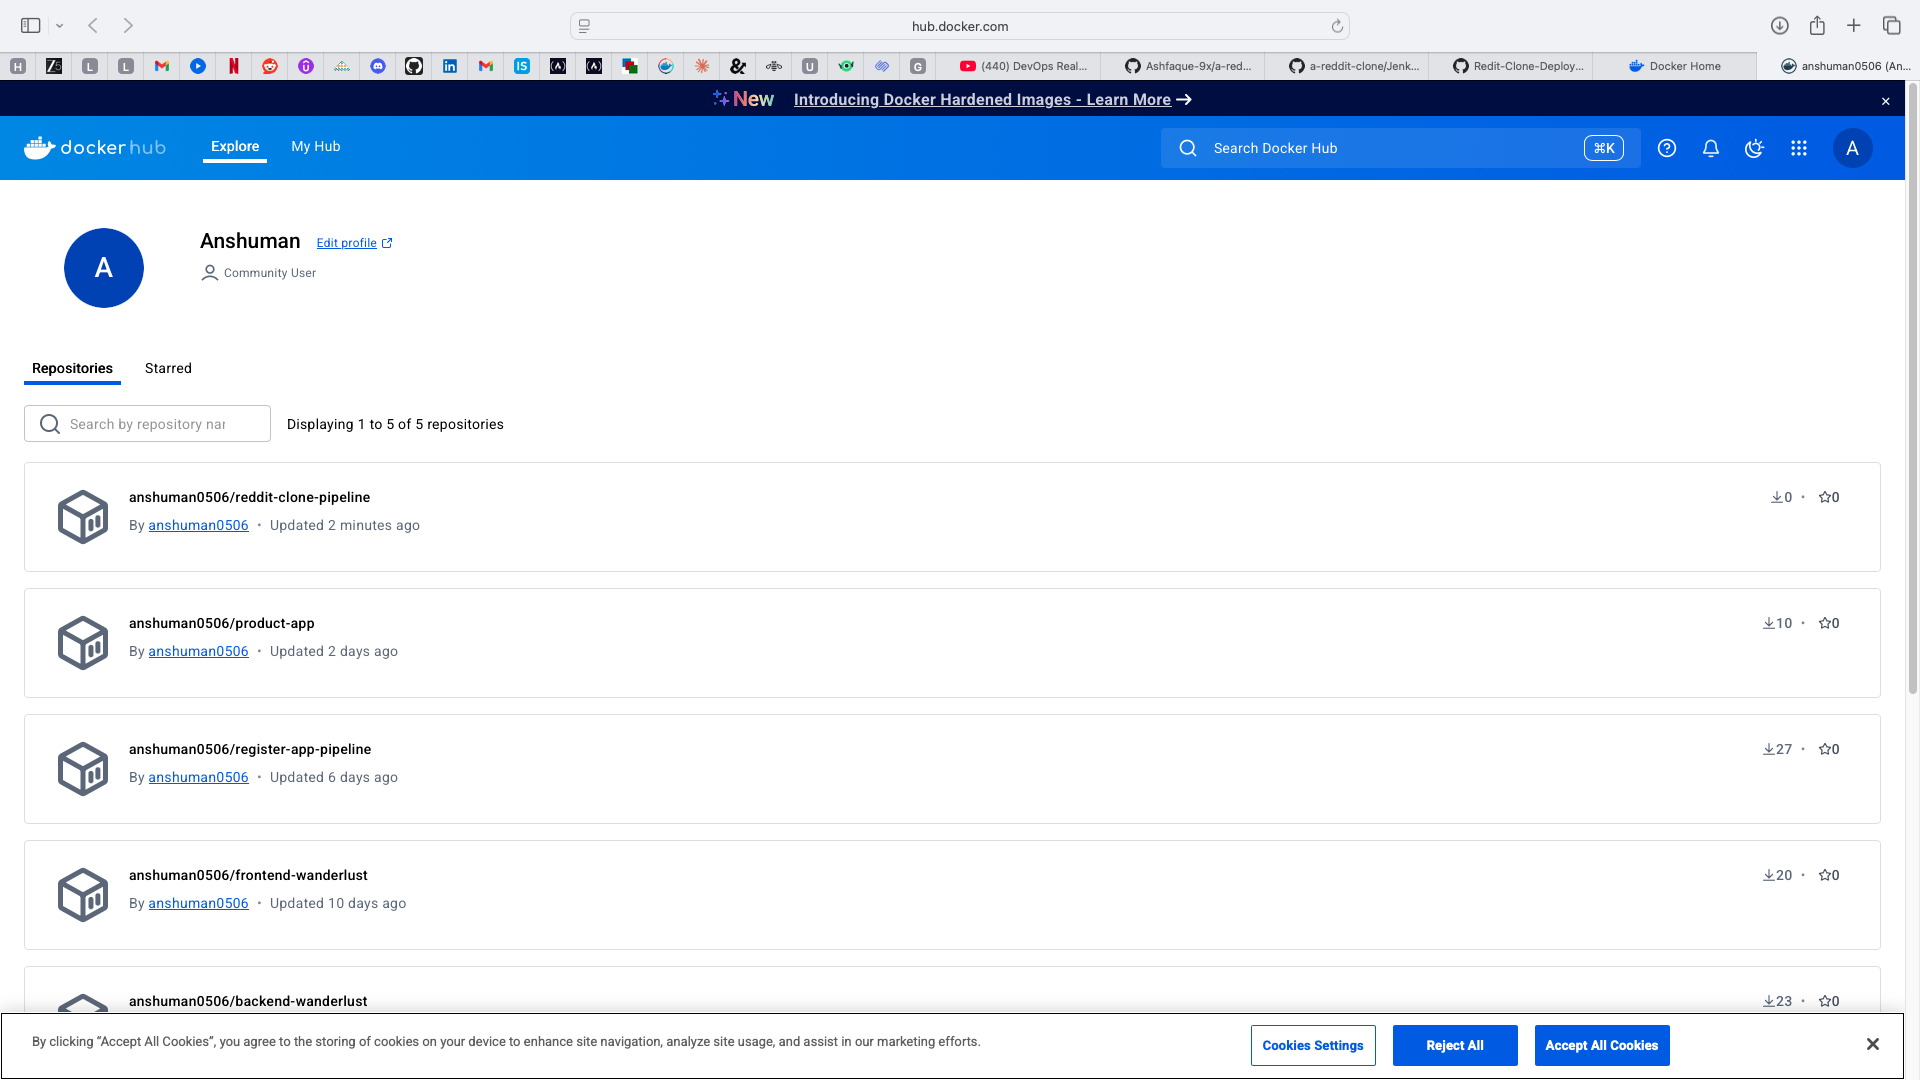 hub.docker.com
H
Z5
L
L
N
IS
U
G
(440) DevOps Real...
Ashfaque-9x/a-red...
a-reddit-clone/Jenk...
Redit-Clone-Deploy...
Docker Home
anshuman0506 (An...
New Introducing Docker Hardened Images - Learn More →
dockerhub
Explore
My Hub
Search Docker Hub
⌘K
A
A
Anshuman
Edit profile
Community User
Repositories
Starred
Search by repository nar
Displaying 1 to 5 of 5 repositories
anshuman0506/reddit-clone-pipeline
0 • 0
By anshuman0506 • Updated 2 minutes ago
anshuman0506/product-app
10 • 0
By anshuman0506 • Updated 2 days ago
anshuman0506/register-app-pipeline
27 • 0
By anshuman0506 • Updated 6 days ago
anshuman0506/frontend-wanderlust
20 • 0
By anshuman0506 • Updated 10 days ago
anshuman0506/backend-wanderlust
23 • 0
By clicking “Accept All Cookies”, you agree to the storing of cookies on your device to enhance site navigation, analyze site usage, and assist in our marketing efforts.
Cookies Settings
Reject All
Accept All Cookies